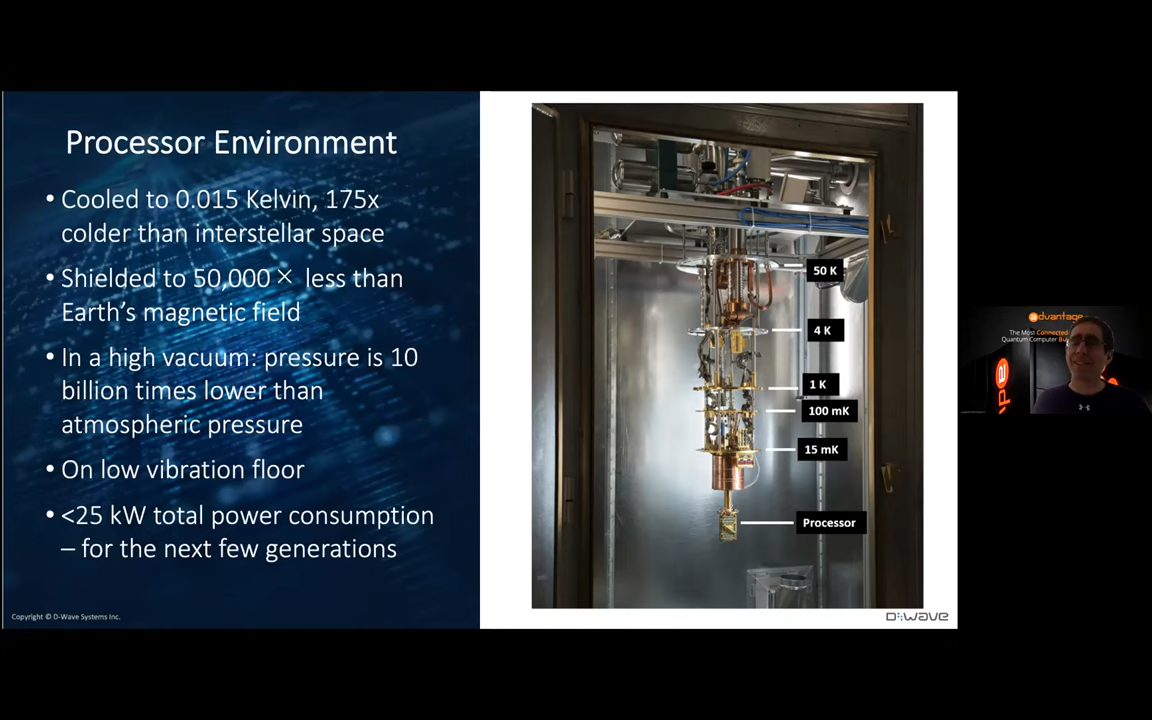 Processor Environment
• Cooled to 0.015 Kelvin, 175x
colder than interstellar space
• Shielded to 50,000 × less than
Earth’s magnetic field
• In a high vacuum: pressure is 10
billion times lower than
atmospheric pressure
• On low vibration floor
• <25 kW total power consumption
– for the next few generations
Copyright © D-Wave Systems Inc.
50 K
4 K
1 K
100 mK
15 mK
Processor
D:wave
advantage
The Most Connected
Quantum Computer